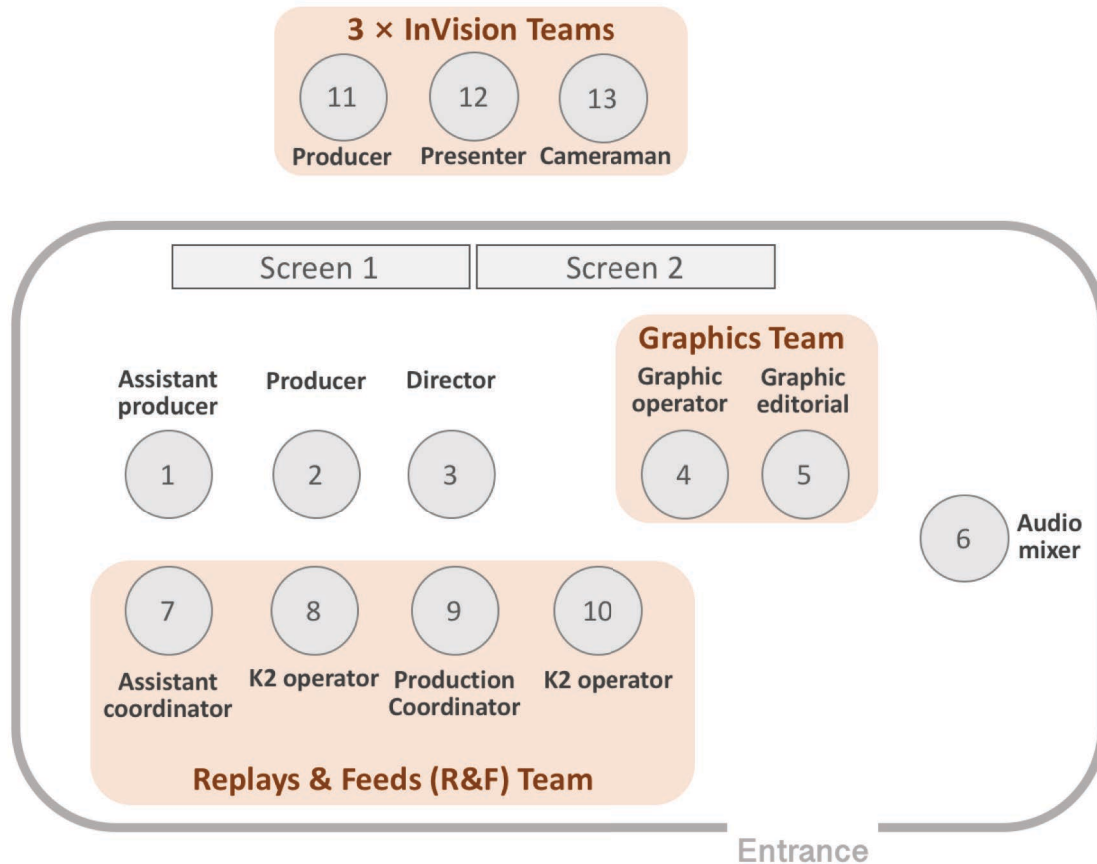 3 × InVision Teams
11
12
13
Producer
Presenter
Cameraman
Screen 1
Screen 2
Graphics Team
Assistant
producer
Producer
Director
Graphic
operator
Graphic
editorial
1
2
3
4
5
6
Audio
mixer
7
8
9
10
Assistant
coordinator
K2 operator
Production
Coordinator
K2 operator
Replays & Feeds (R&F) Team
Entrance